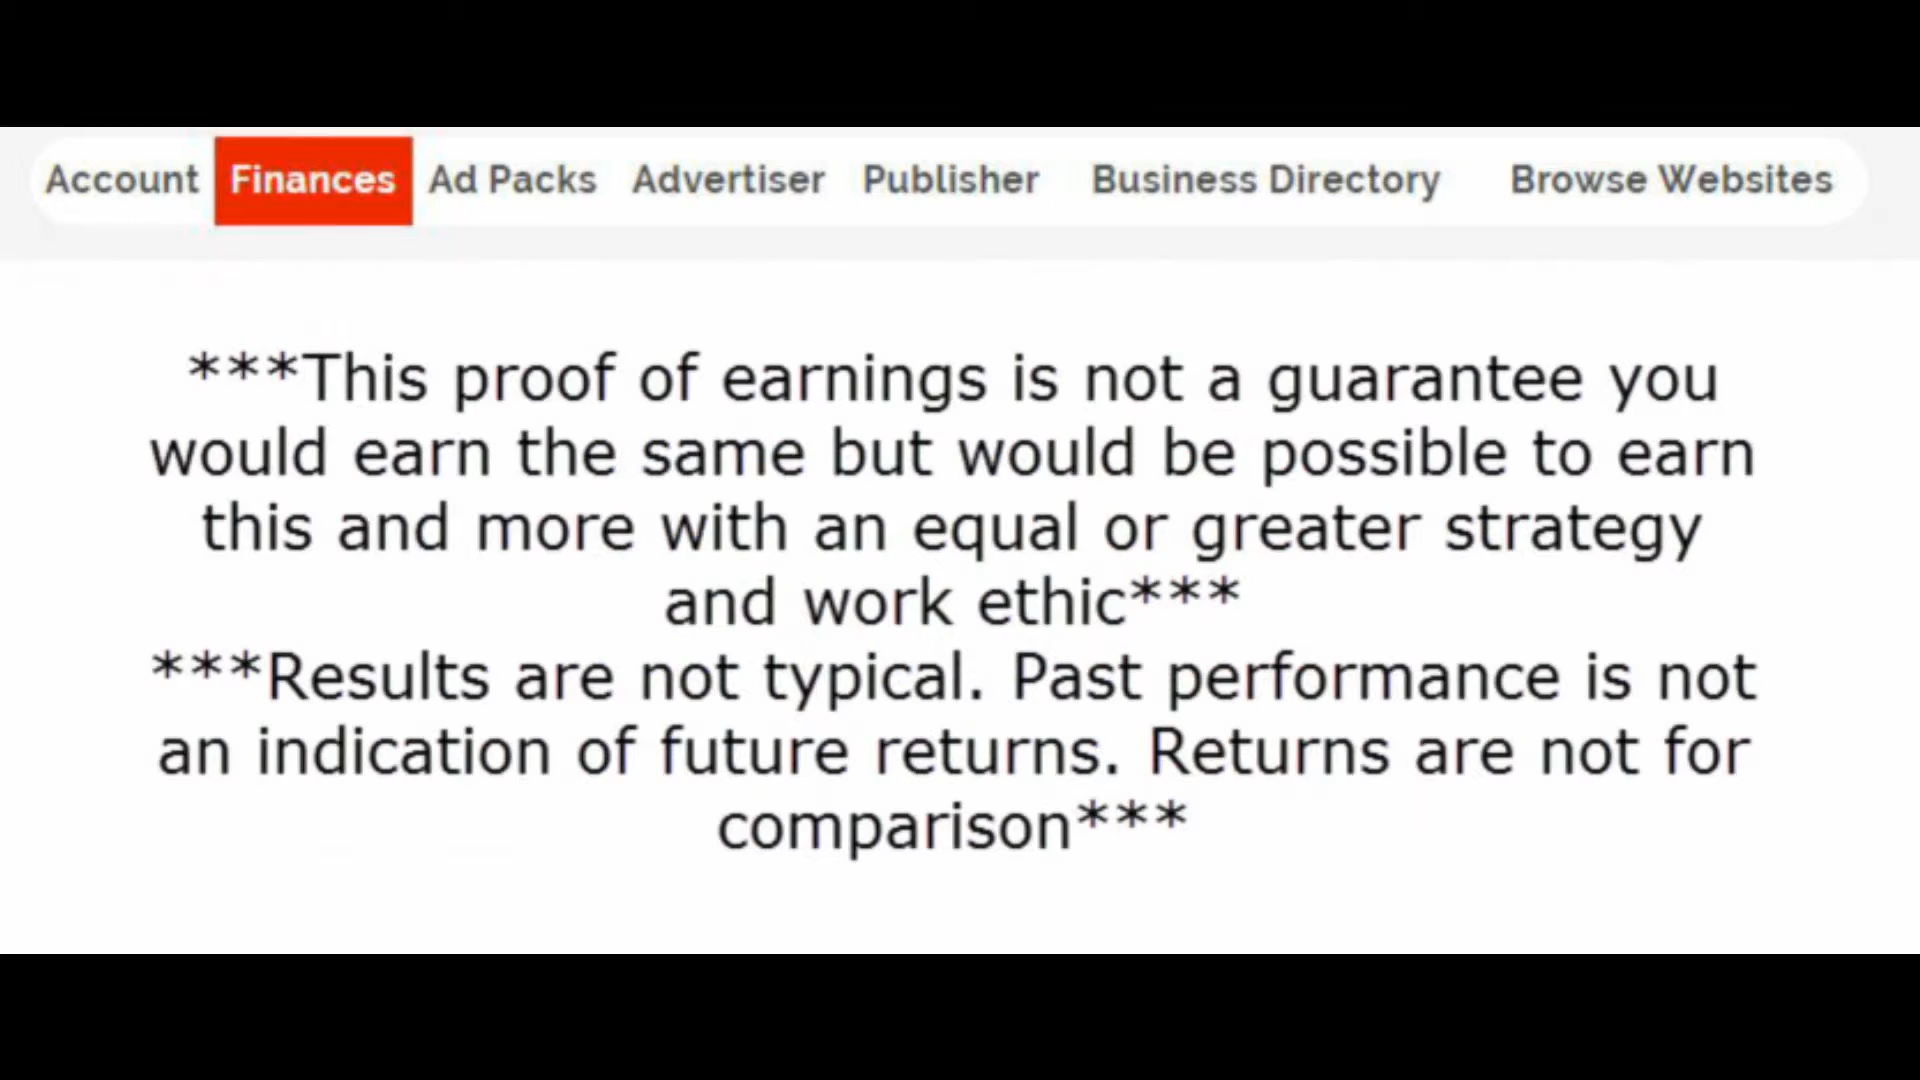 Account Finances Ad Packs Advertiser Publisher Business Directory Browse Websites
***This proof of earnings is not a guarantee you
would earn the same but would be possible to earn
this and more with an equal or greater strategy
and work ethic***
***Results are not typical. Past performance is not
an indication of future returns. Returns are not for
comparison***